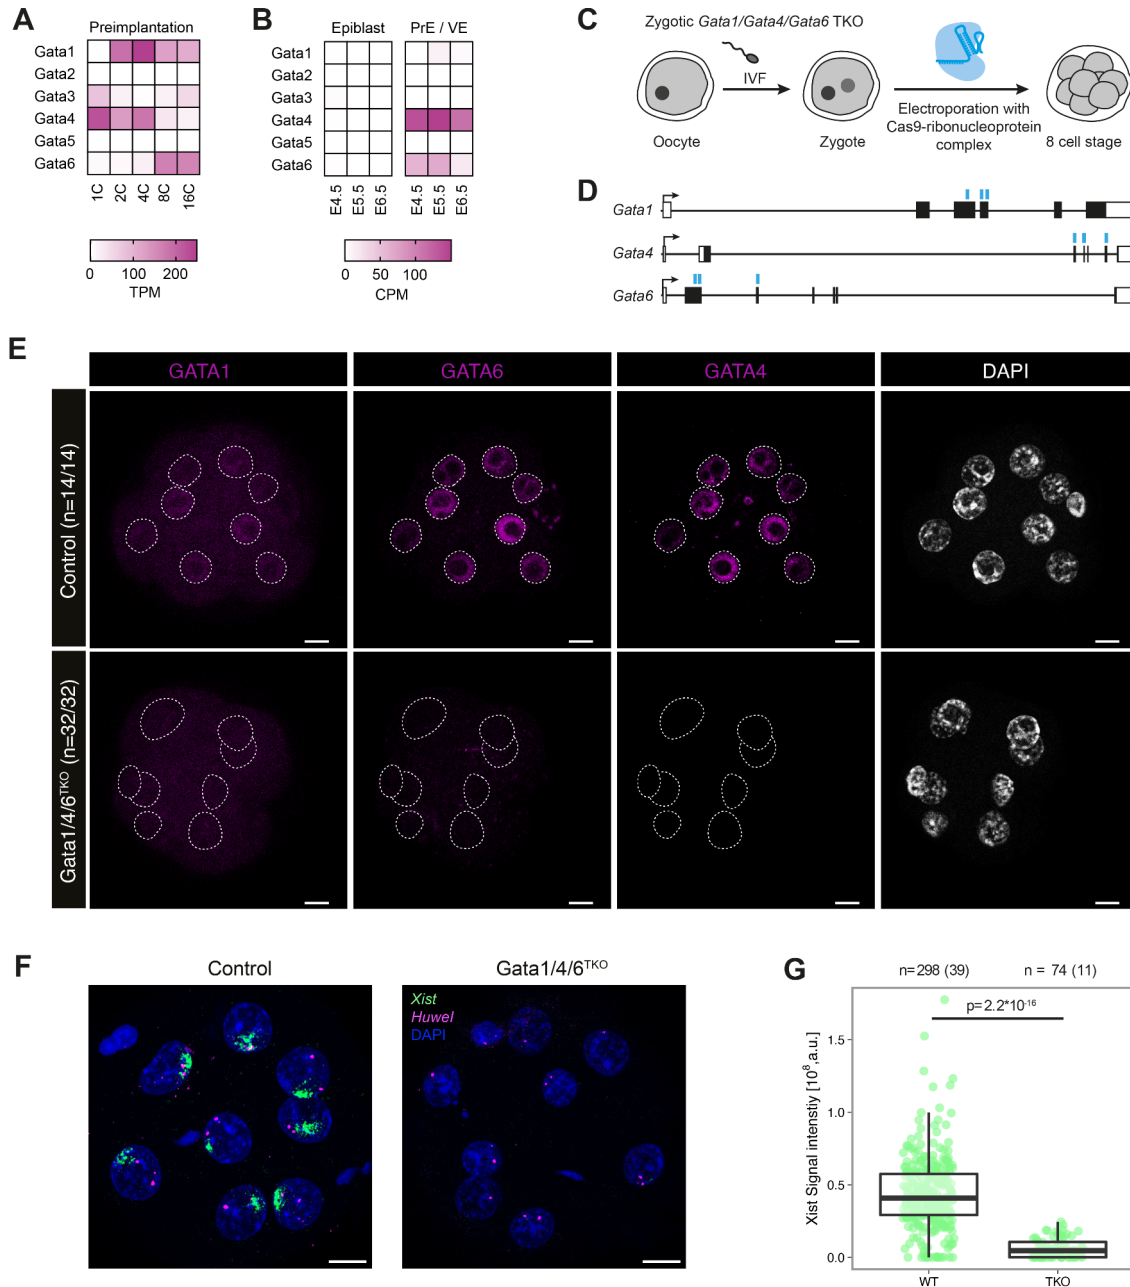 A
Preimplantation
Gata1
Gata2
Gata3
Gata4
Gata5
Gata6
1C 2C 4C 8C 16C
0 100 200
TPM
B
Epiblast PrE / VE
Gata1
Gata2
Gata3
Gata4
Gata5
Gata6
E4.5 E5.5 E6.5 E4.5 E5.5 E6.5
0 50 100
CPM
C
Zygotic Gata1/Gata4/Gata6 TKO
IVF
Oocyte
Zygote
Electroporation with
Cas9-ribonucleoprotein
complex
8 cell stage
D
Gata1
Gata4
Gata6
E
GATA1 GATA6 GATA4 DAPI
Control (n=14/14)
Gata1/4/6TKO (n=32/32)
F
Control
Gata1/4/6TKO
Xist
Huwel
DAPI
G
n=298 (39) n = 74 (11)
p=2.2*10-16
Xist Signal intenstiy [108,a.u.]
1.5
1.0
0.5
0.0
WT TKO